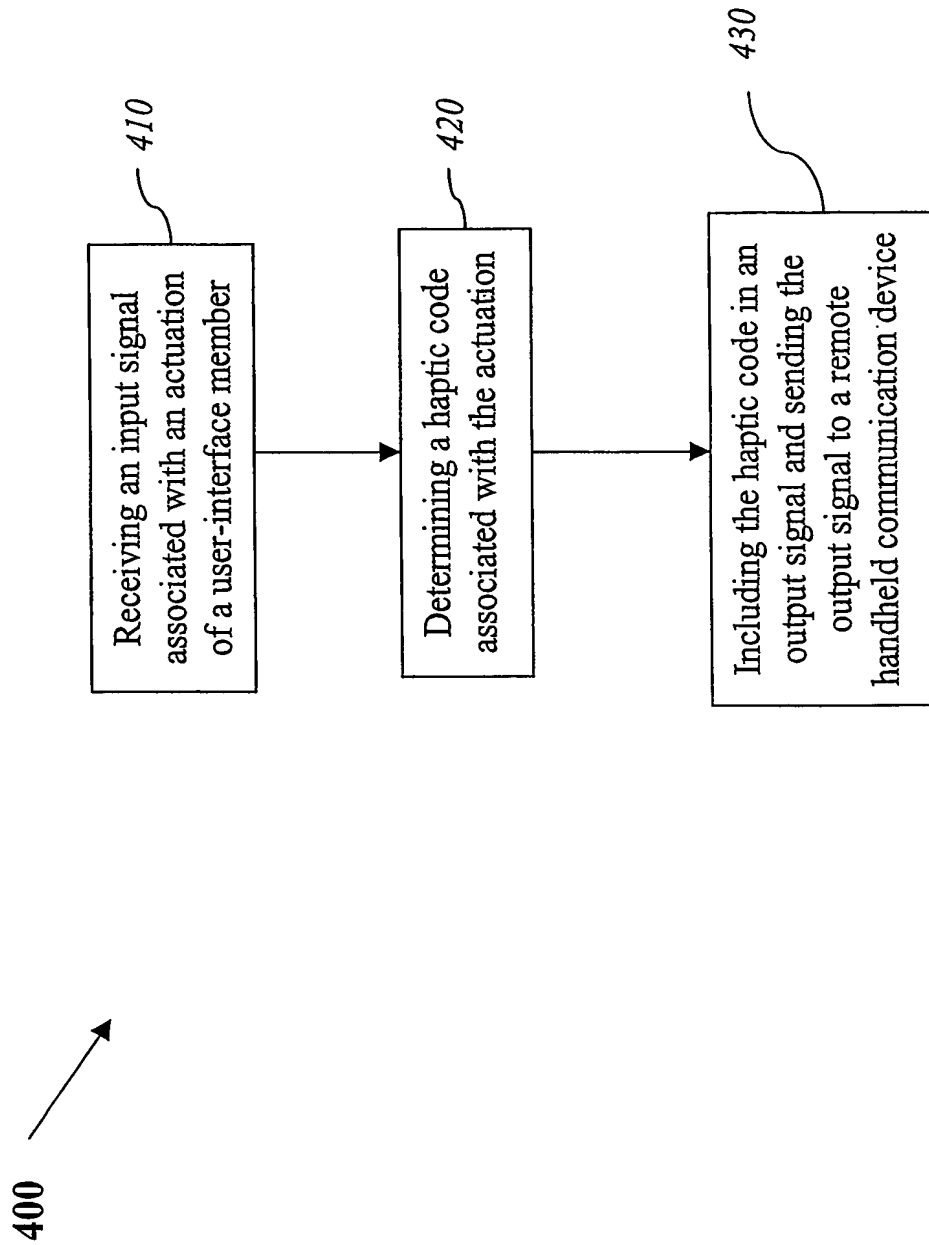 400
Receiving an input signal
associated with an actuation
of a user-interface member
410
Determining a haptic code
associated with the actuation
420
Including the haptic code in an
output signal and sending the
output signal to a remote
handheld communication device
430